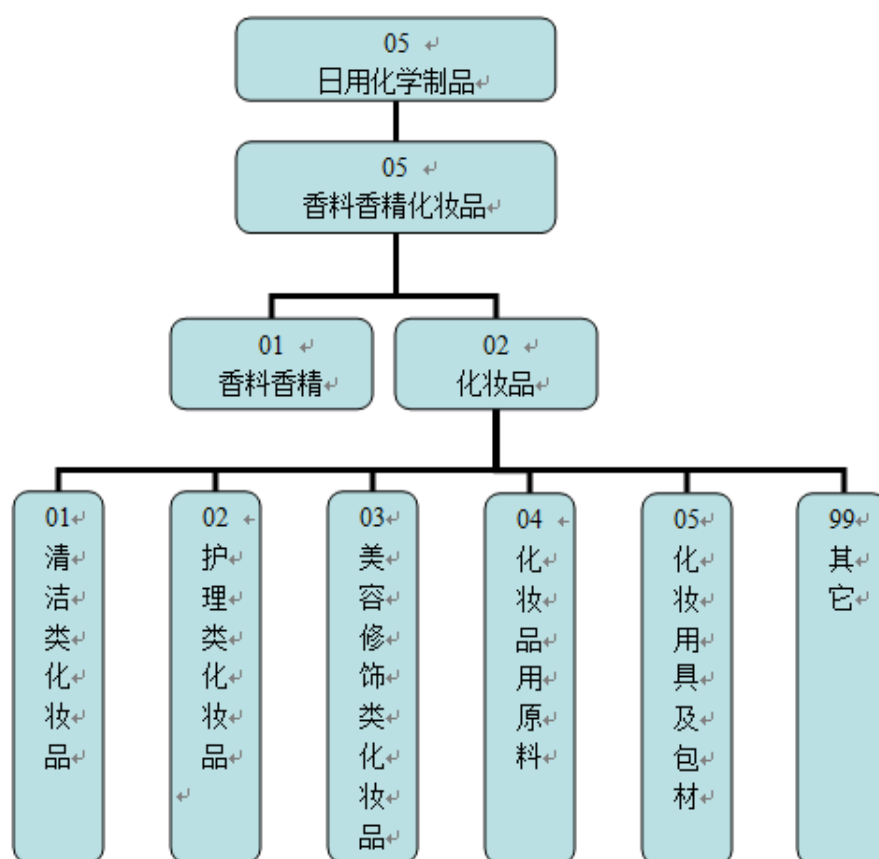 05
日用化学制品
05
香料香精化妆品
01
香料香精
02
化妆品
01
清洁类化妆品
02
护理类化妆品
03
美容修饰类化妆品
04
化妆品用原料
05
化妆用具及包材
99
其它